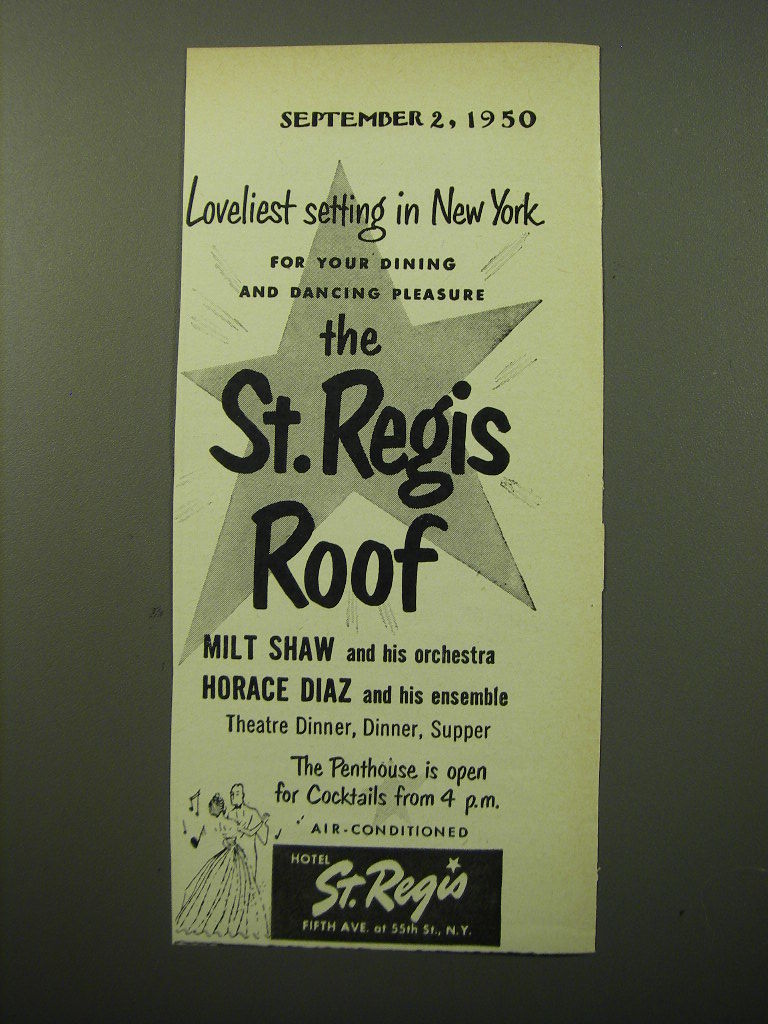 SEPTEMBER 2, 1950
Loveliest setting in New York
FOR YOUR DINING
AND DANCING PLEASURE
the
St. Regis
Roof
MILT SHAW and his orchestra
HORACE DIAZ and his ensemble
Theatre Dinner, Dinner, Supper
The Penthouse is open
for Cocktails from 4 p.m.
AIR-CONDITIONED
HOTEL
St. Regis
FIFTH AVE. at 55th St., N.Y.